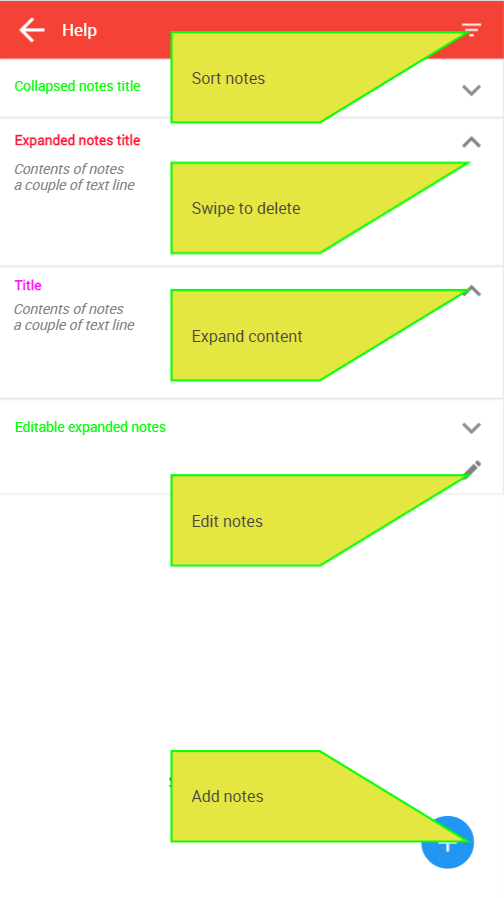 Help
Sort notes
Collapsed notes title
Expanded notes title
Contents of notes
a couple of text line
Swipe to delete
Title
Contents of notes
a couple of text line
Expand content
Editable expanded notes
Edit notes
Add notes